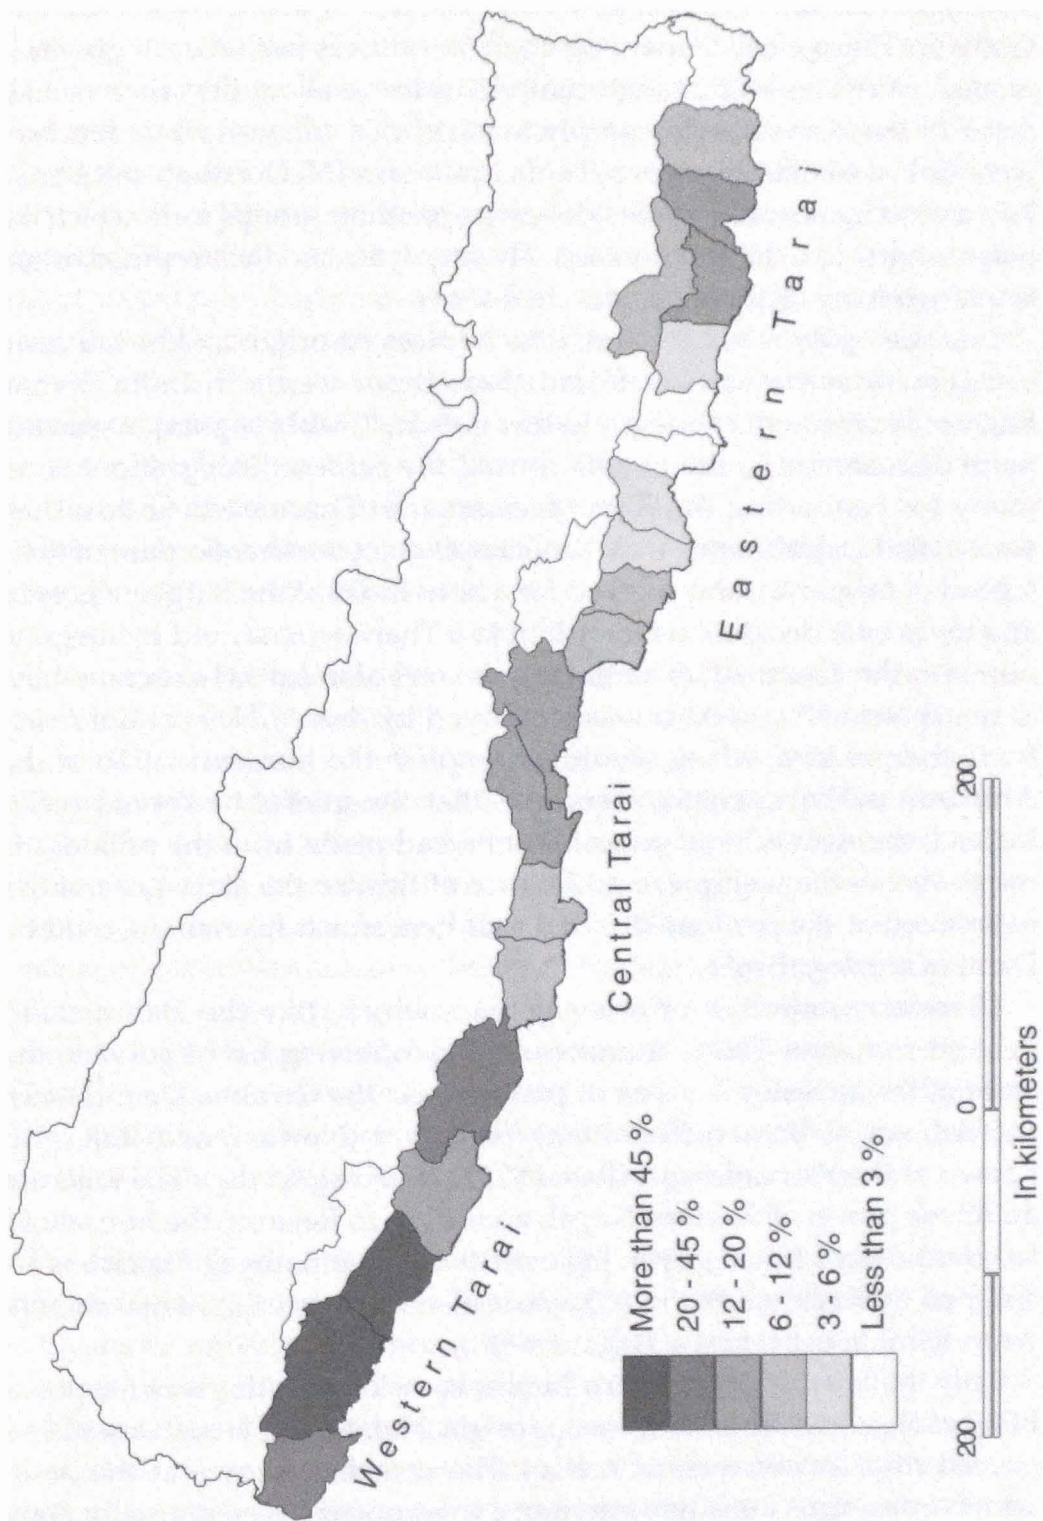 Western Tarai
Central Tarai
Eastern Tarai
More than 45 %
20 - 45 %
12 - 20 %
6 12 %
3 6 %
Less than 3 %
200 0 200
In kilometers